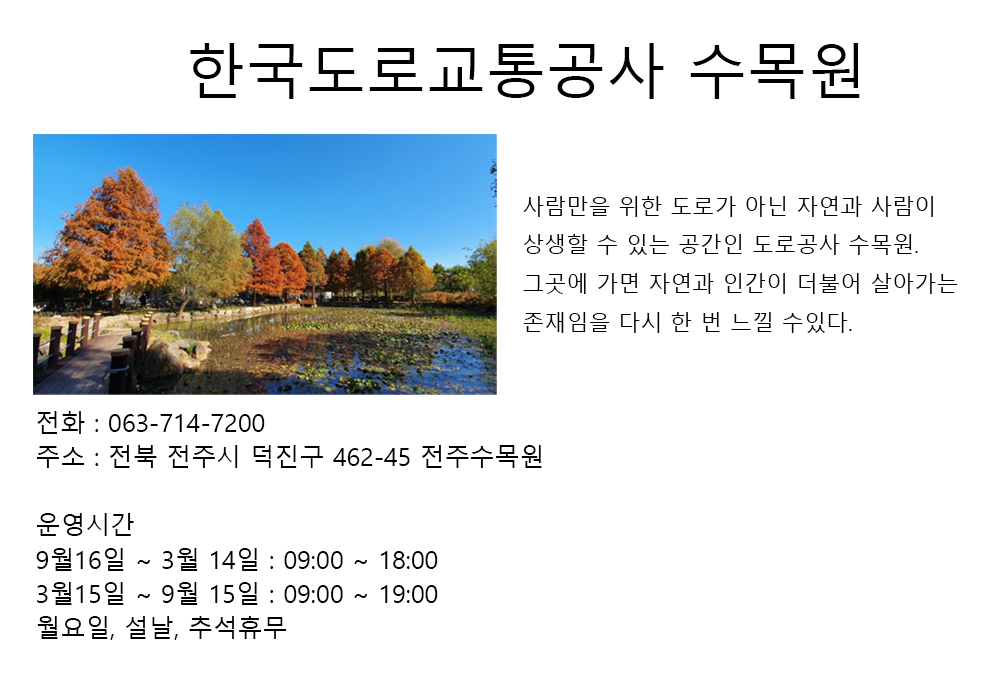 한국도로교통공사 수목원
사람만을 위한 도로가 아닌 자연과 사람이
상생할 수 있는 공간인 도로공사 수목원.
그곳에 가면 자연과 인간이 더불어 살아가는
존재임을 다시 한 번 느낄 수있다.
전화 : 063-714-7200
주소 : 전북 전주시 덕진구 462-45 전주수목원
운영시간
9월16일 ~ 3월 14일 : 09:00 ~ 18:00
3월15일 ~ 9월 15일 : 09:00 ~ 19:00
월요일, 설날, 추석휴무